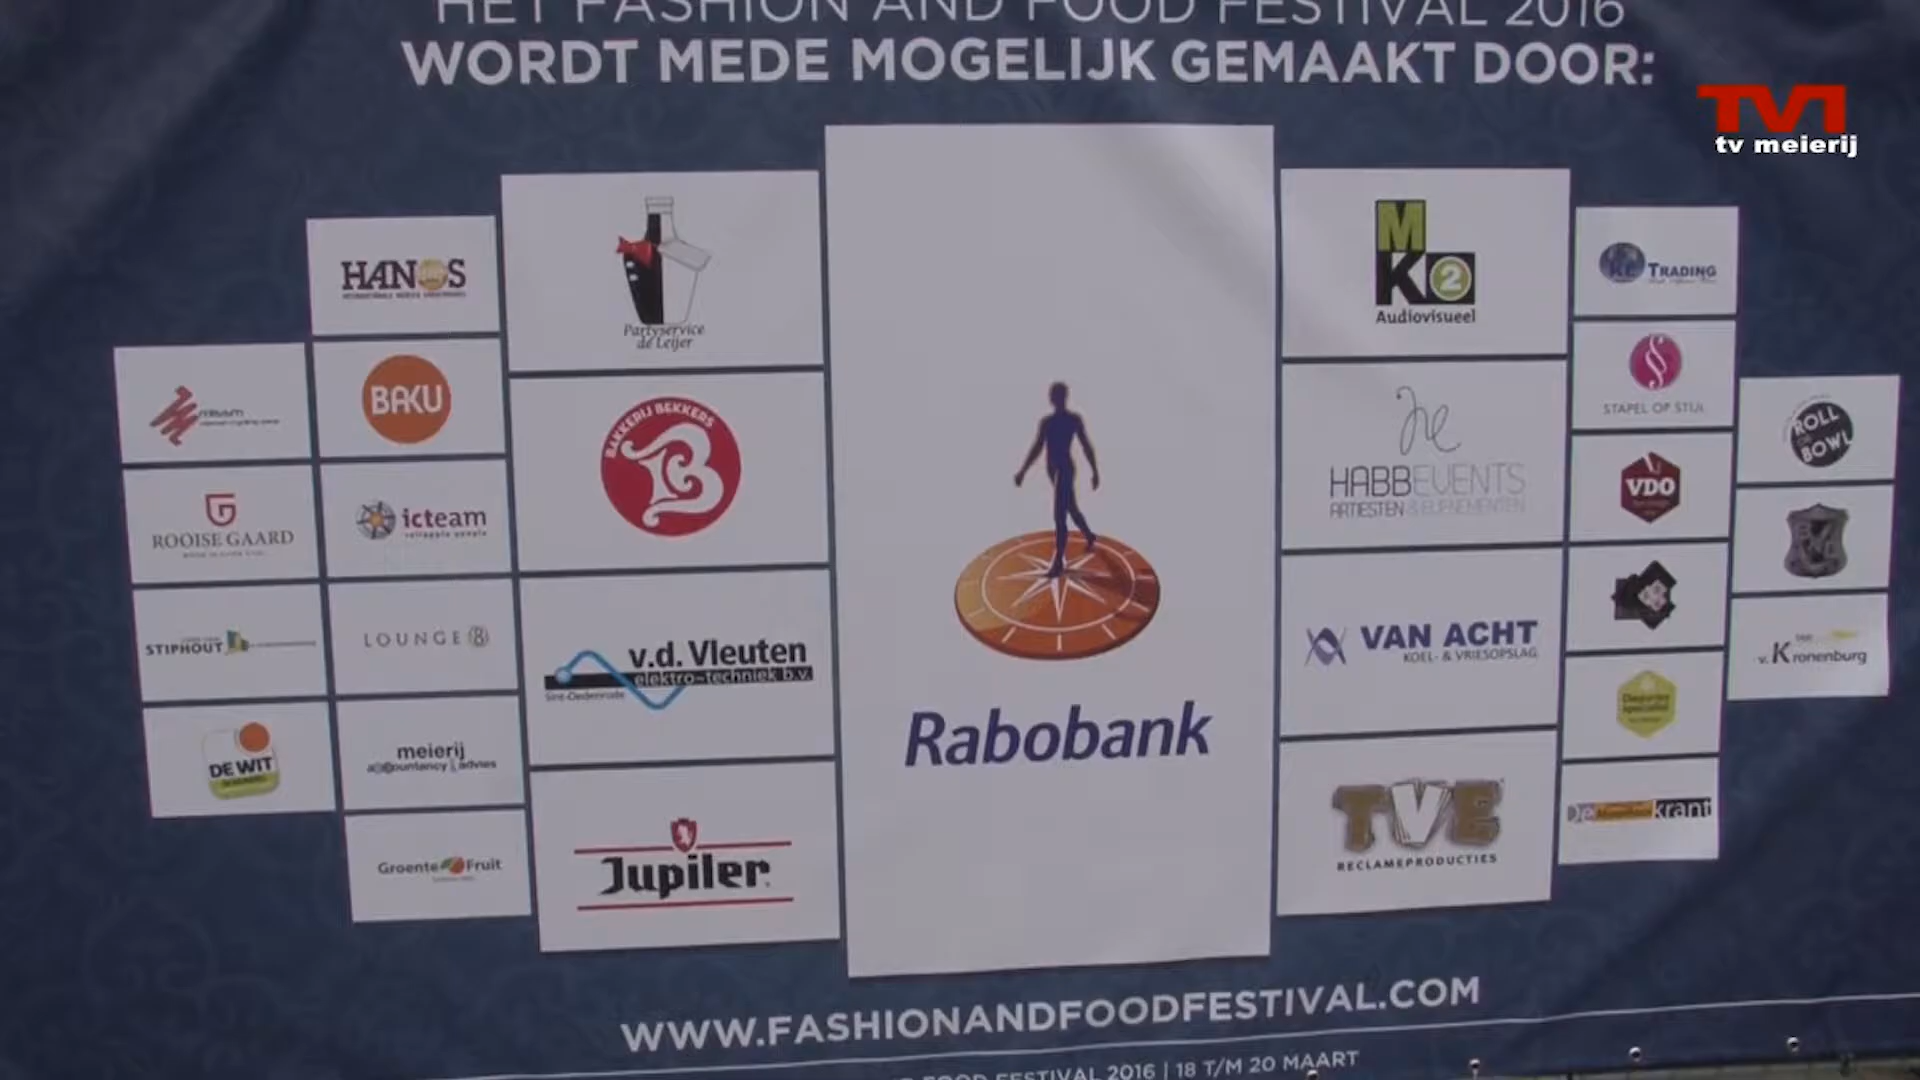 HET FASHION AND FOOD FESTIVAL 2016
WORDT MEDE MOGELIJK GEMAAKT DOOR:
TVM
tv meierij
HANOS
BAKU
icteam
LOUNGE 8
meierij
accountancy & advies
Groente Fruit
ROOISE GAARD
STIPHOUT
DE WIT
Partyservice
de Leijer
BAKKERIJ BEKKERS
B
v.d. Vleuten
elektro-techniek b.v.
Sint-Oedenrode
Jupiler
Rabobank
MK2
Audiovisueel
he
HABBEVENTS
ARTIESTEN & EVENEMENTEN
VAN ACHT
KOEL- & VRIESOPSLAG
TVE
RECLAMEPRODUCTIES
TRADING
STAPEL OP STIJL
VDO
De krant
ROLL
BOWL
v. Kronenburg
WWW.FASHIONANDFOODFESTIVAL.COM
FOOD FESTIVAL 2016 | 18 T/M 20 MAART